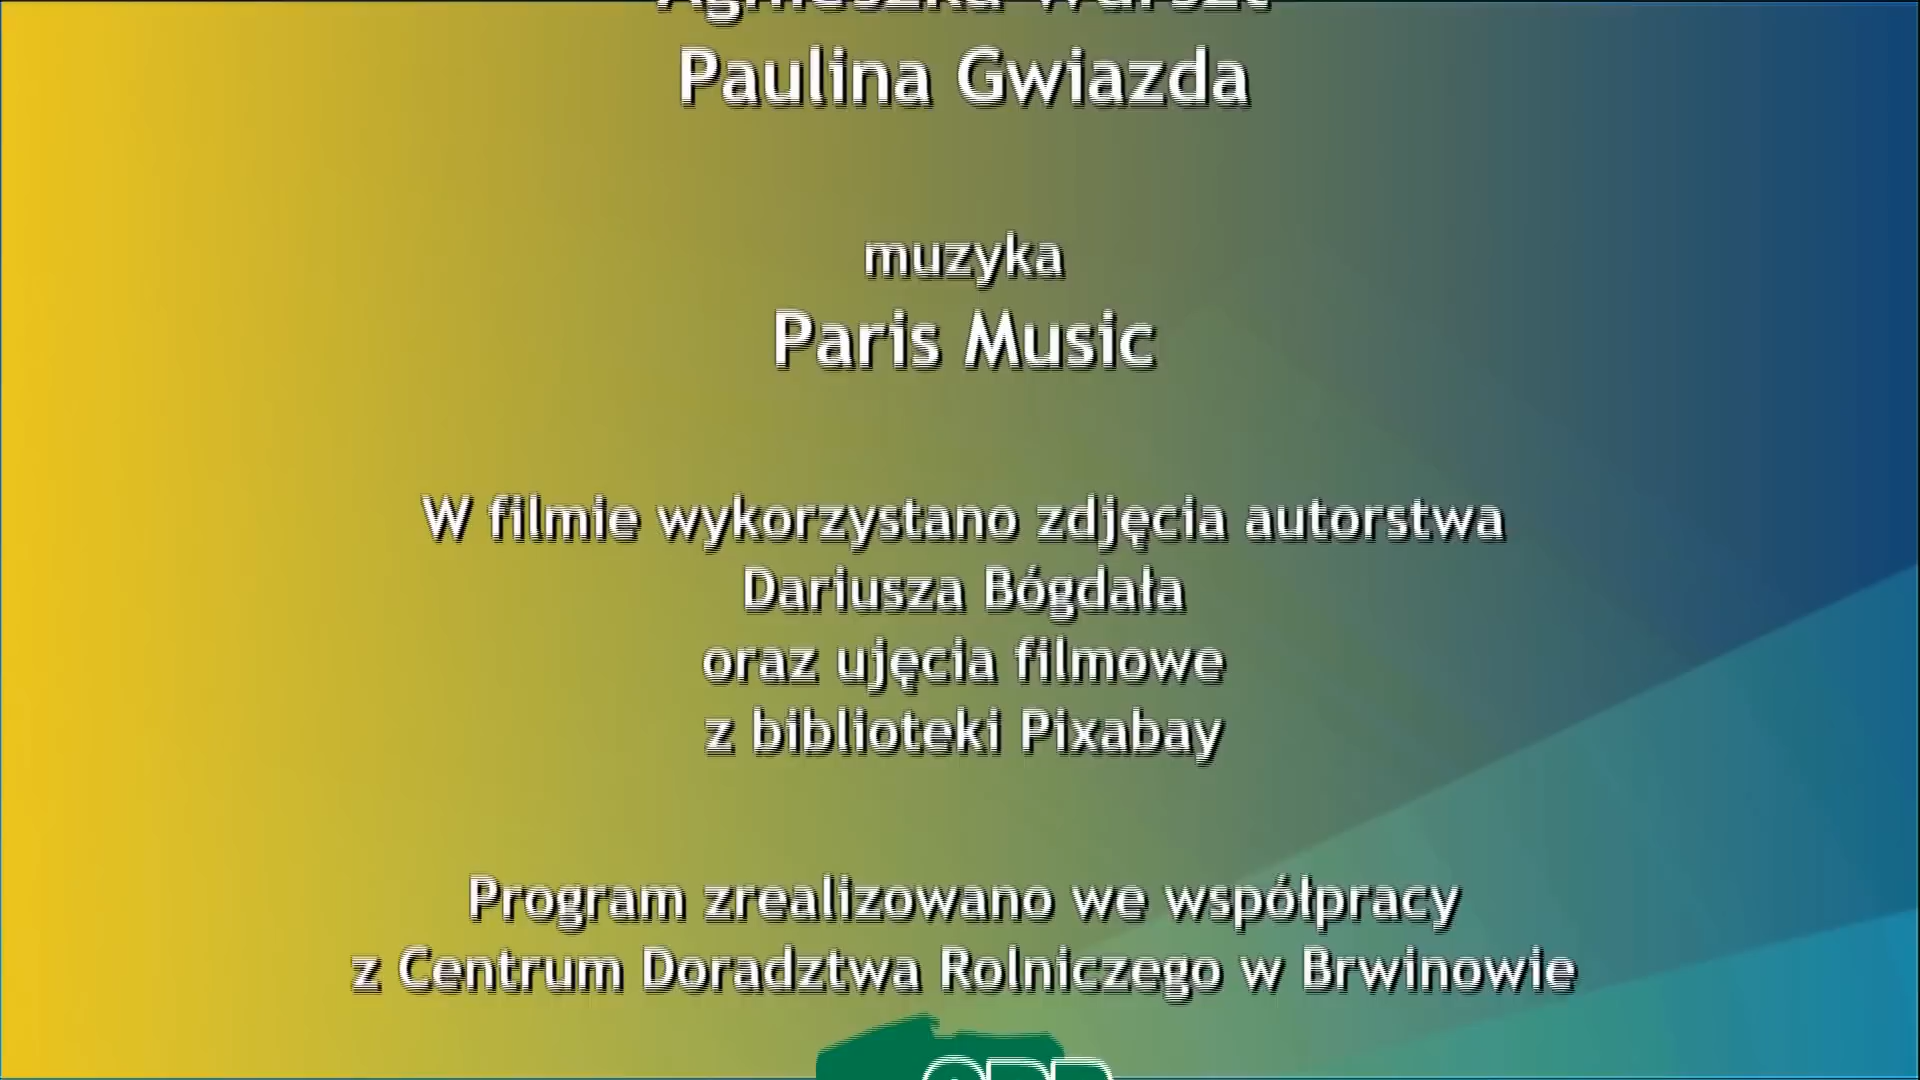 Agnieszka
Paulina Gwiazda
muzyka
Paris Music
W filmie wykorzystano zdjęcia autorstwa
Dariusza Bógdała
oraz ujęcia filmowe
z biblioteki Pixabay
Program zrealizowano we współpracy
z Centrum Doradztwa Rolniczego w Brwinowie